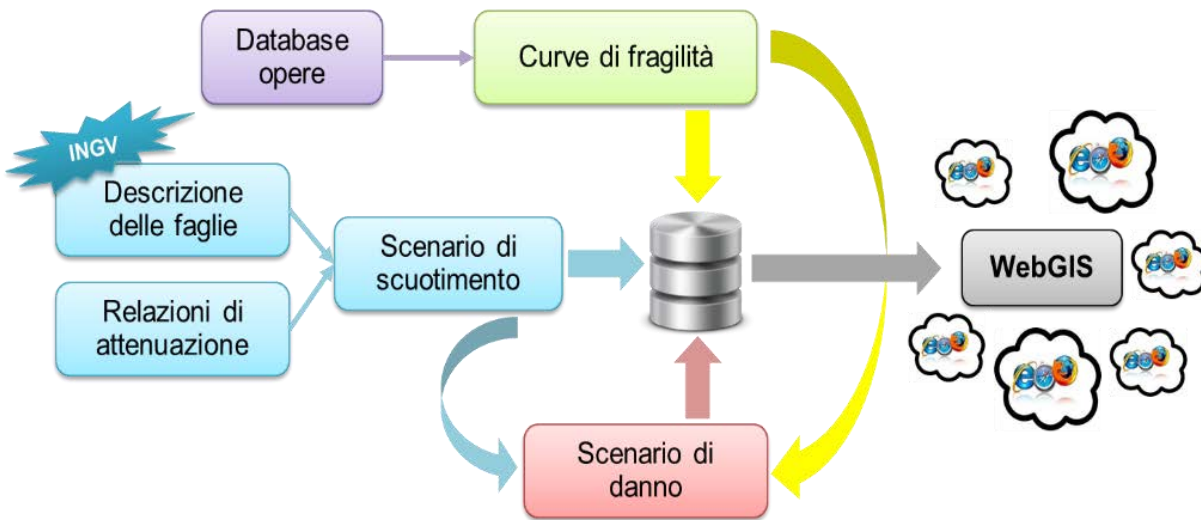 Database
opere
Curve di fragilità
INGV
Descrizione
delle faglie
Scenario di
scuotimento
WebGIS
Relazioni di
attenuazione
Scenario di
danno